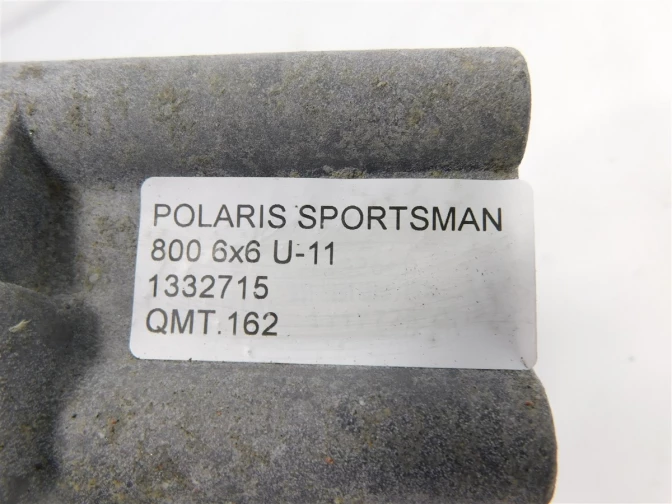 POLARIS SPORTSMAN
800 6x6 U-11
1332715
QMT.162